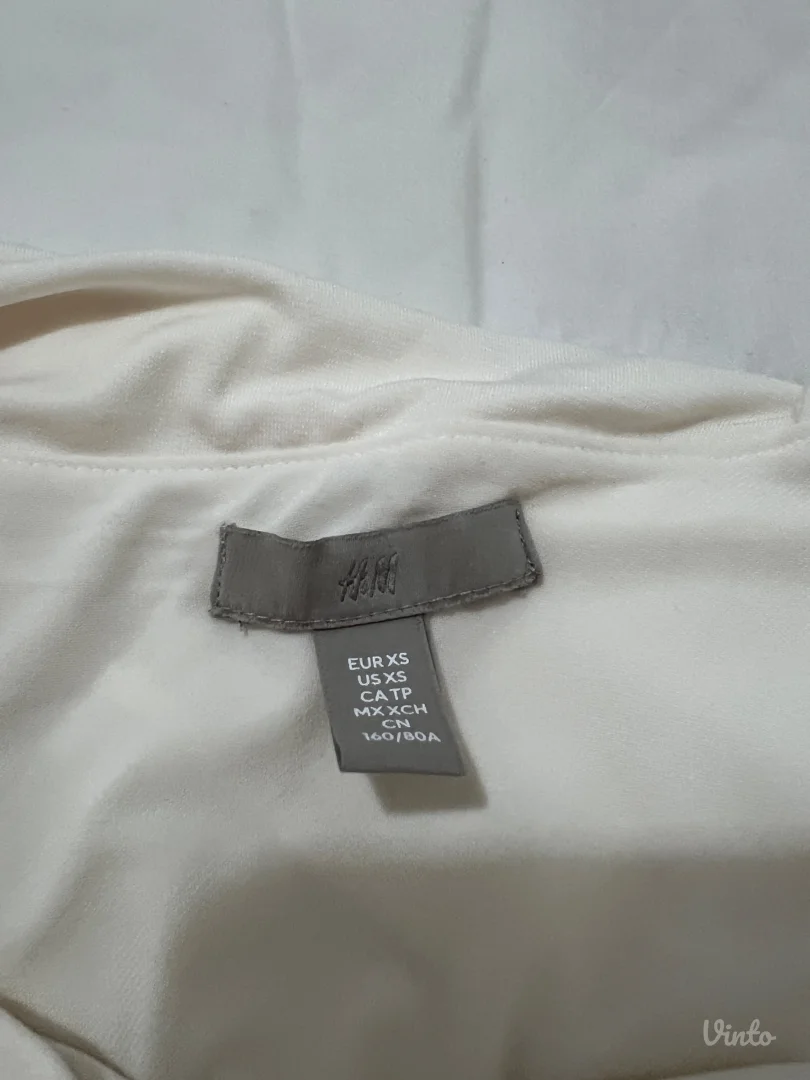 H&M
EUR XS
US XS
CA TP
MX XCH
CN
160/80A
Vinto